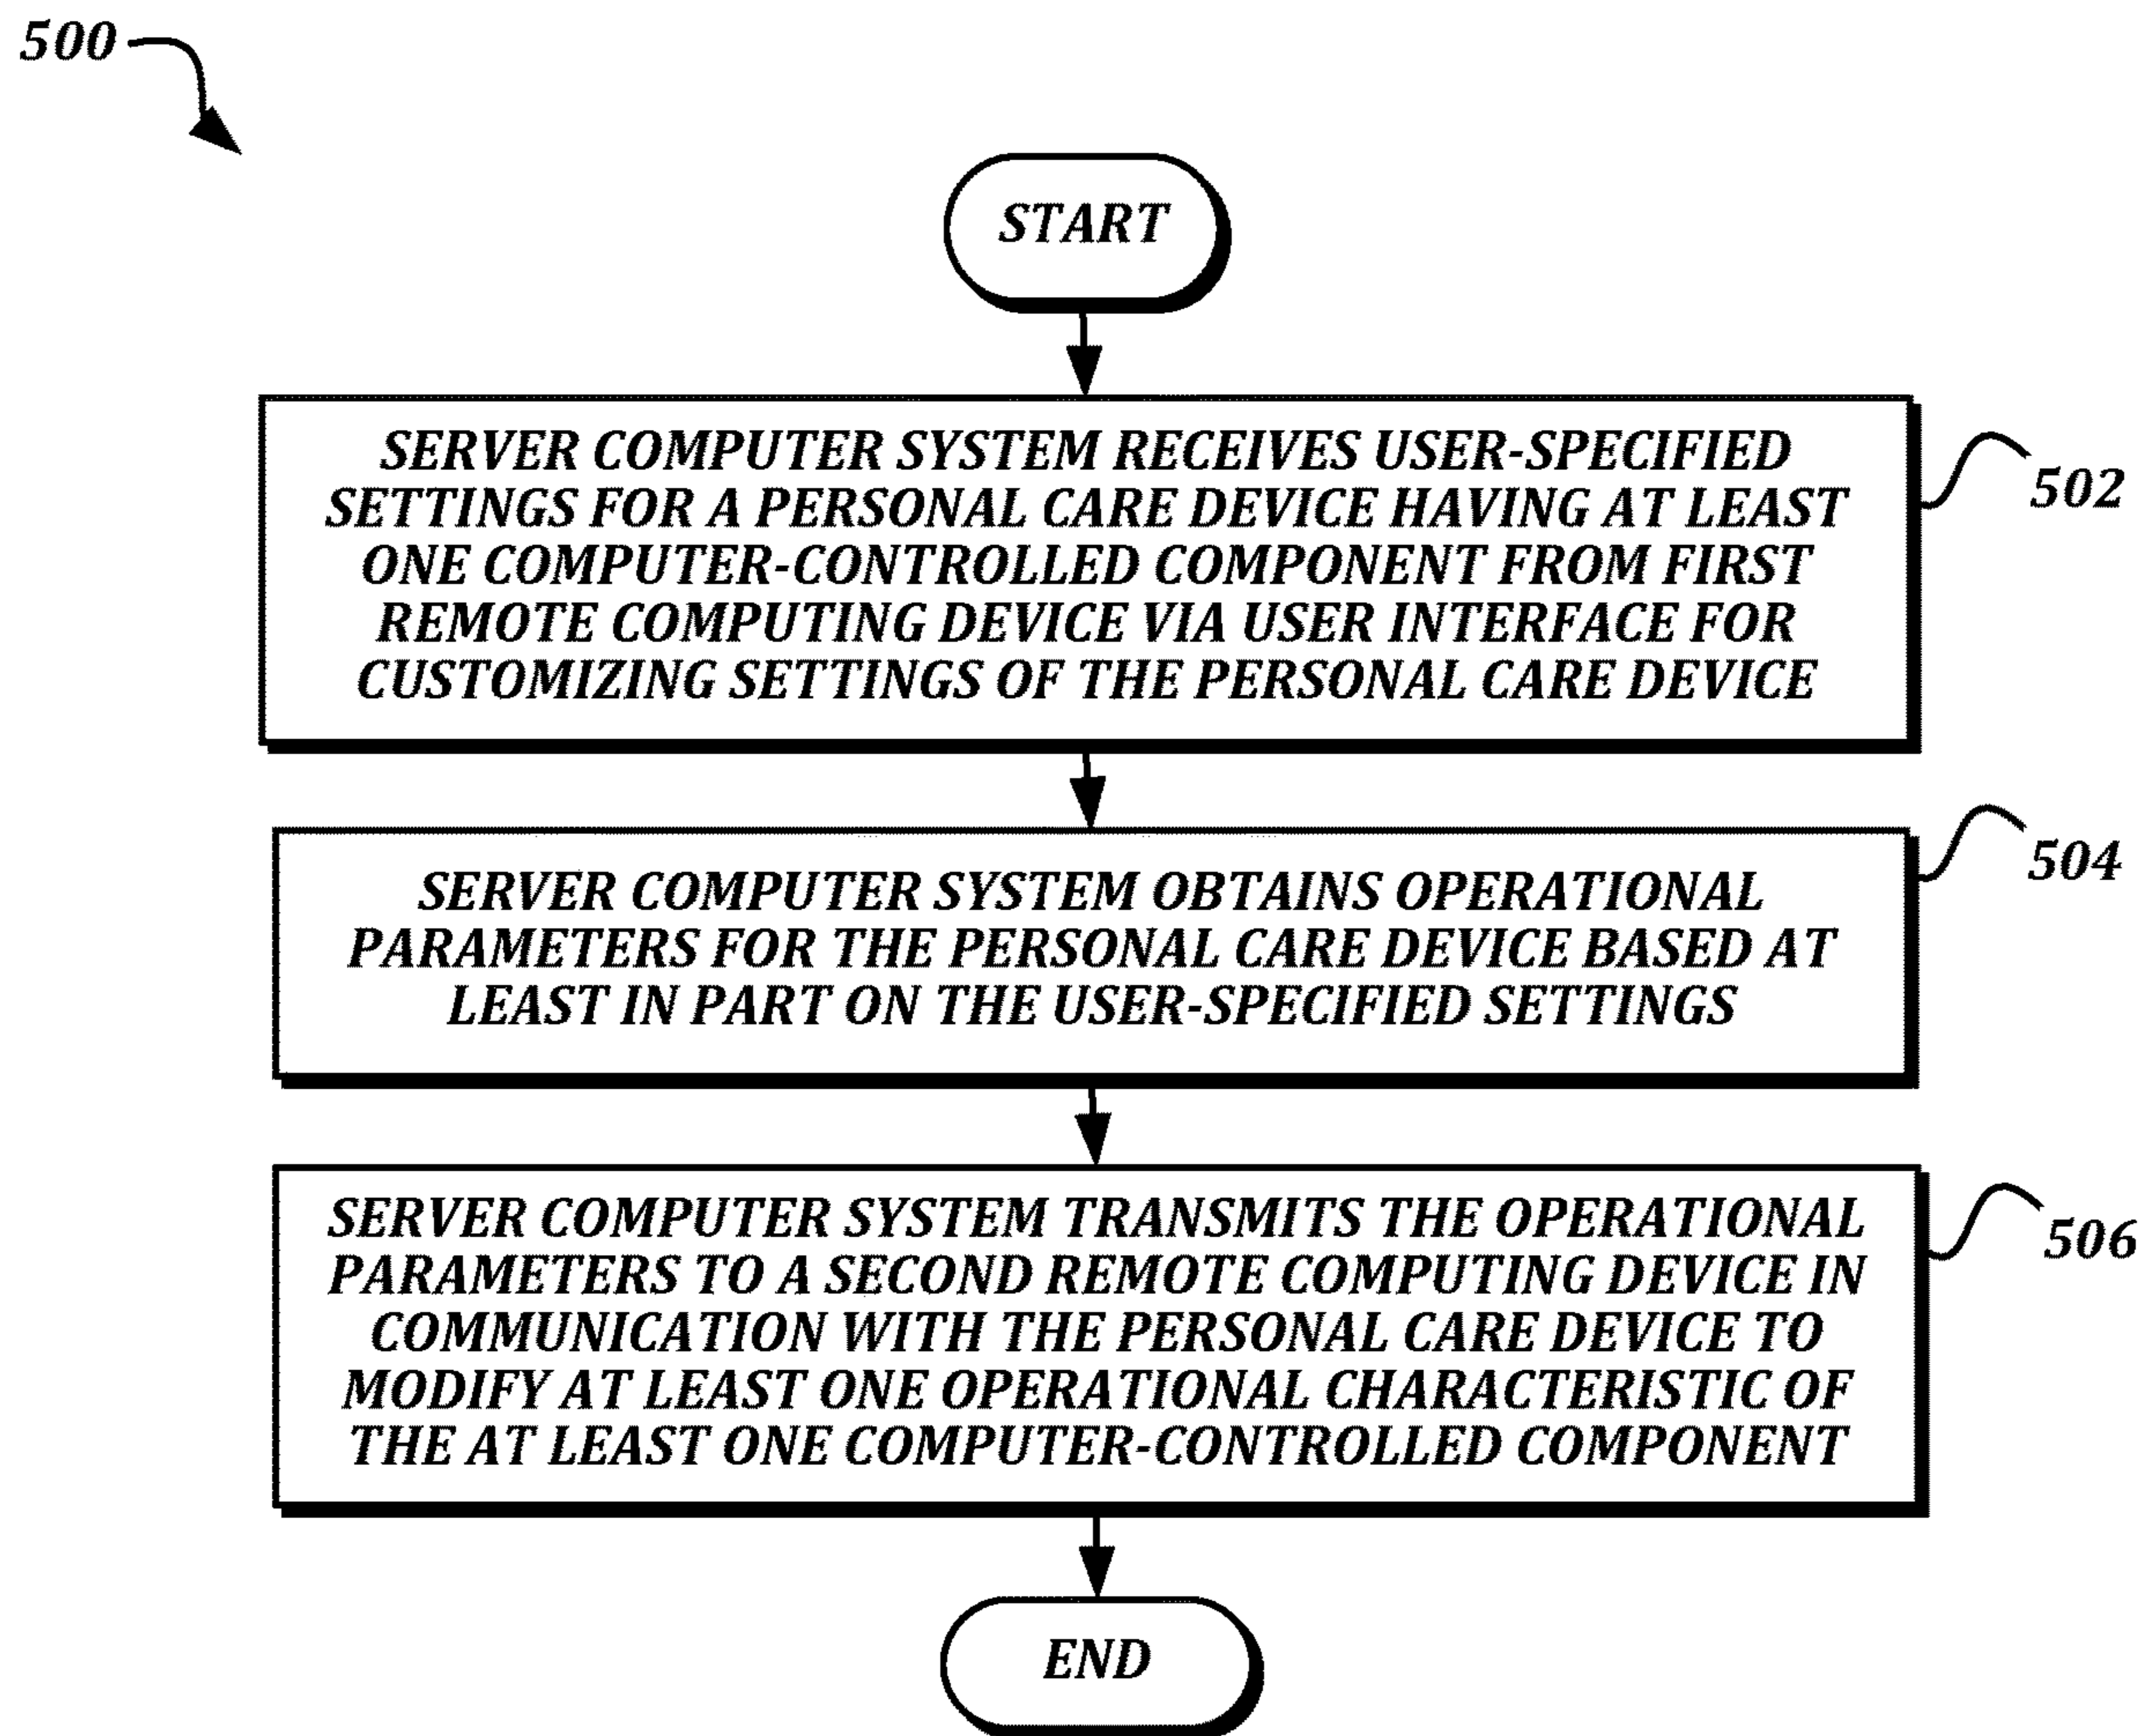 500
START
SERVER COMPUTER SYSTEM RECEIVES USER-SPECIFIED
SETTINGS FOR A PERSONAL CARE DEVICE HAVING AT LEAST
ONE COMPUTER-CONTROLLED COMPONENT FROM FIRST
REMOTE COMPUTING DEVICE VIA USER INTERFACE FOR
CUSTOMIZING SETTINGS OF THE PERSONAL CARE DEVICE
502
SERVER COMPUTER SYSTEM OBTAINS OPERATIONAL
PARAMETERS FOR THE PERSONAL CARE DEVICE BASED AT
LEAST IN PART ON THE USER-SPECIFIED SETTINGS
504
SERVER COMPUTER SYSTEM TRANSMITS THE OPERATIONAL
PARAMETERS TO A SECOND REMOTE COMPUTING DEVICE IN
COMMUNICATION WITH THE PERSONAL CARE DEVICE TO
MODIFY AT LEAST ONE OPERATIONAL CHARACTERISTIC OF
THE AT LEAST ONE COMPUTER-CONTROLLED COMPONENT
506
END